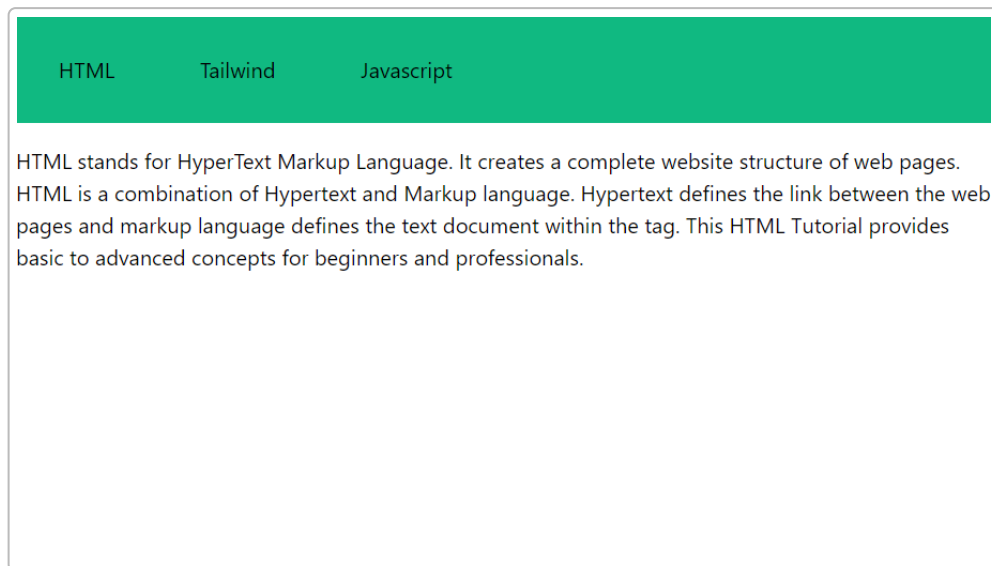 HTML Tailwind Javascript
HTML stands for HyperText Markup Language. It creates a complete website structure of web pages.
HTML is a combination of Hypertext and Markup language. Hypertext defines the link between the web
pages and markup language defines the text document within the tag. This HTML Tutorial provides
basic to advanced concepts for beginners and professionals.